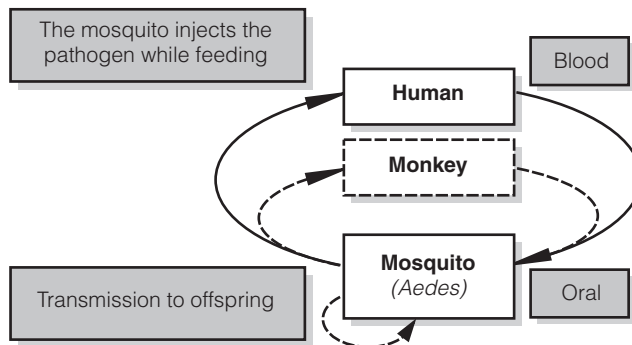 The mosquito injects the
pathogen while feeding
Blood
Human
Monkey
Mosquito
(Aedes)
Transmission to offspring
Oral